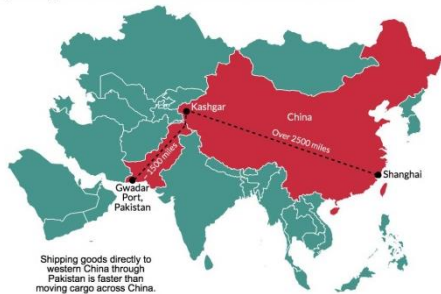 Kashgar
China
Over 2500 miles
1500 miles
Shanghai
Gwadar
Port,
Pakistan
Shipping goods directly to
western China through
Pakistan is faster than
moving cargo across China.